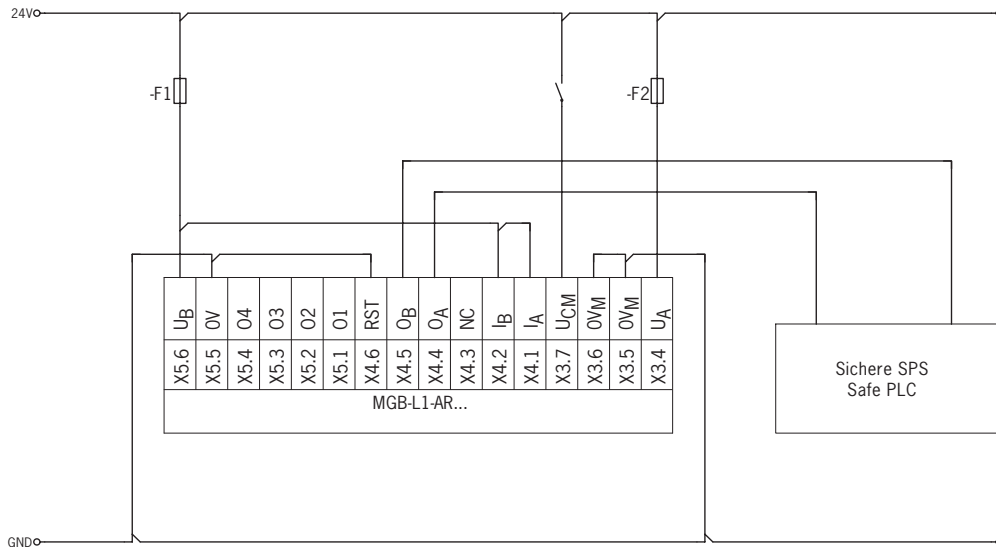 24V
-F1
-F2
UB 0V O4 O3 O2 O1 RST OB OA NC IB IA UCM 0VM 0VM UA
X5.6 X5.5 X5.4 X5.3 X5.2 X5.1 X4.6 X4.5 X4.4 X4.3 X4.2 X4.1 X3.7 X3.6 X3.5 X3.4
MGB-L1-AR...
Sichere SPS
Safe PLC
GND